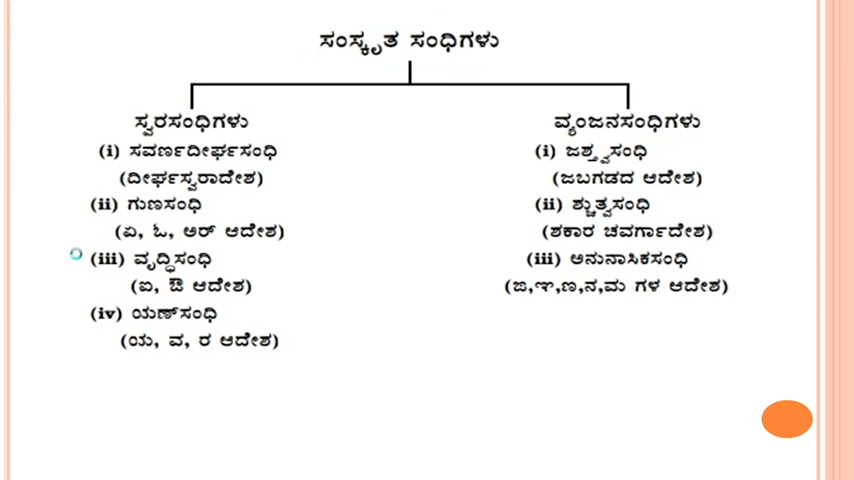 ಸಂಸ್ಕೃತ ಸಂಧಿಗಳು
ಸ್ವರಸಂಧಿಗಳು
(i) ಸವರ್ಣದೀರ್ಘಸಂಧಿ
(ದೀರ್ಘಸ್ವರಾದೇಶ)
(ii) ಗುಣಸಂಧಿ
(ಏ, ಓ, ಅರ್ ಆದೇಶ)
(iii) ವೃದ್ಧಿಸಂಧಿ
(ಐ, ಔ ಆದೇಶ)
(iv) ಯಣ್‌ಸಂಧಿ
(ಯ, ವ, ರ ಆದೇಶ)
ವ್ಯಂಜನಸಂಧಿಗಳು
(i) ಜಶ್ತ್ವಸಂಧಿ
(ಜಬಗಡದ ಆದೇಶ)
(ii) ಶ್ಚುತ್ವಸಂಧಿ
(ಶಕಾರ ಚವರ್ಗಾದೇಶ)
(iii) ಅನುನಾಸಿಕಸಂಧಿ
(ಙ,ಞ,ಣ,ನ,ಮ ಗಳ ಆದೇಶ)